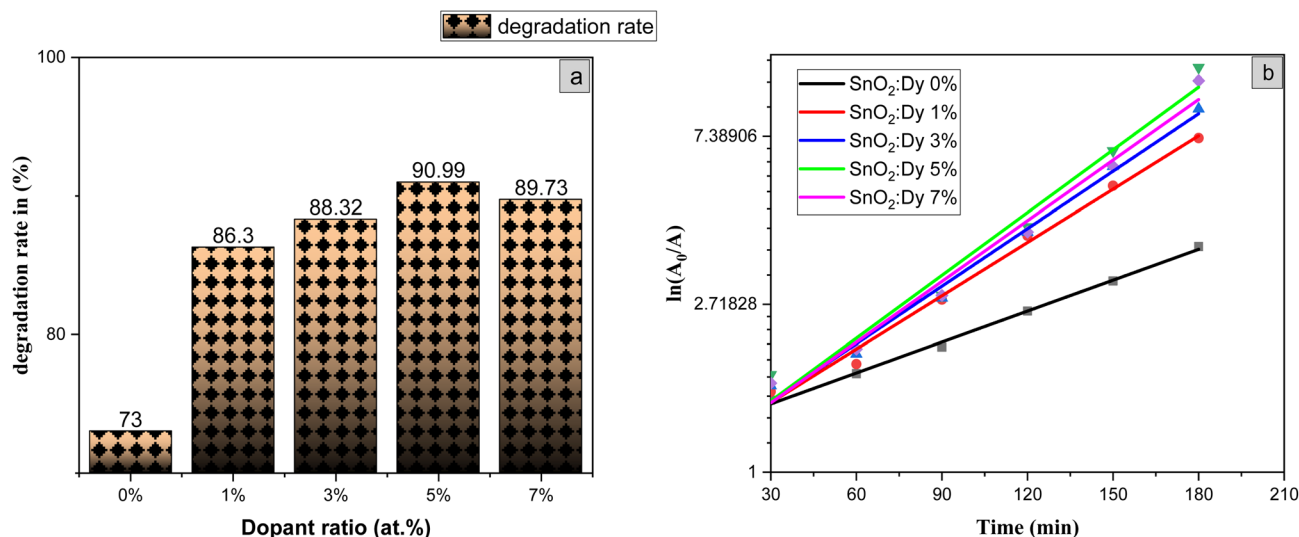 degradation rate
a
degradation rate in (%)
100
80
73
86.3
88.32
90.99
89.73
0%
1%
3%
5%
7%
Dopant ratio (at.%)
b
SnO₂:Dy 0%
SnO₂:Dy 1%
SnO₂:Dy 3%
SnO₂:Dy 5%
SnO₂:Dy 7%
ln(A₀/A)
7.38906
2.71828
1
30
60
90
120
150
180
210
Time (min)